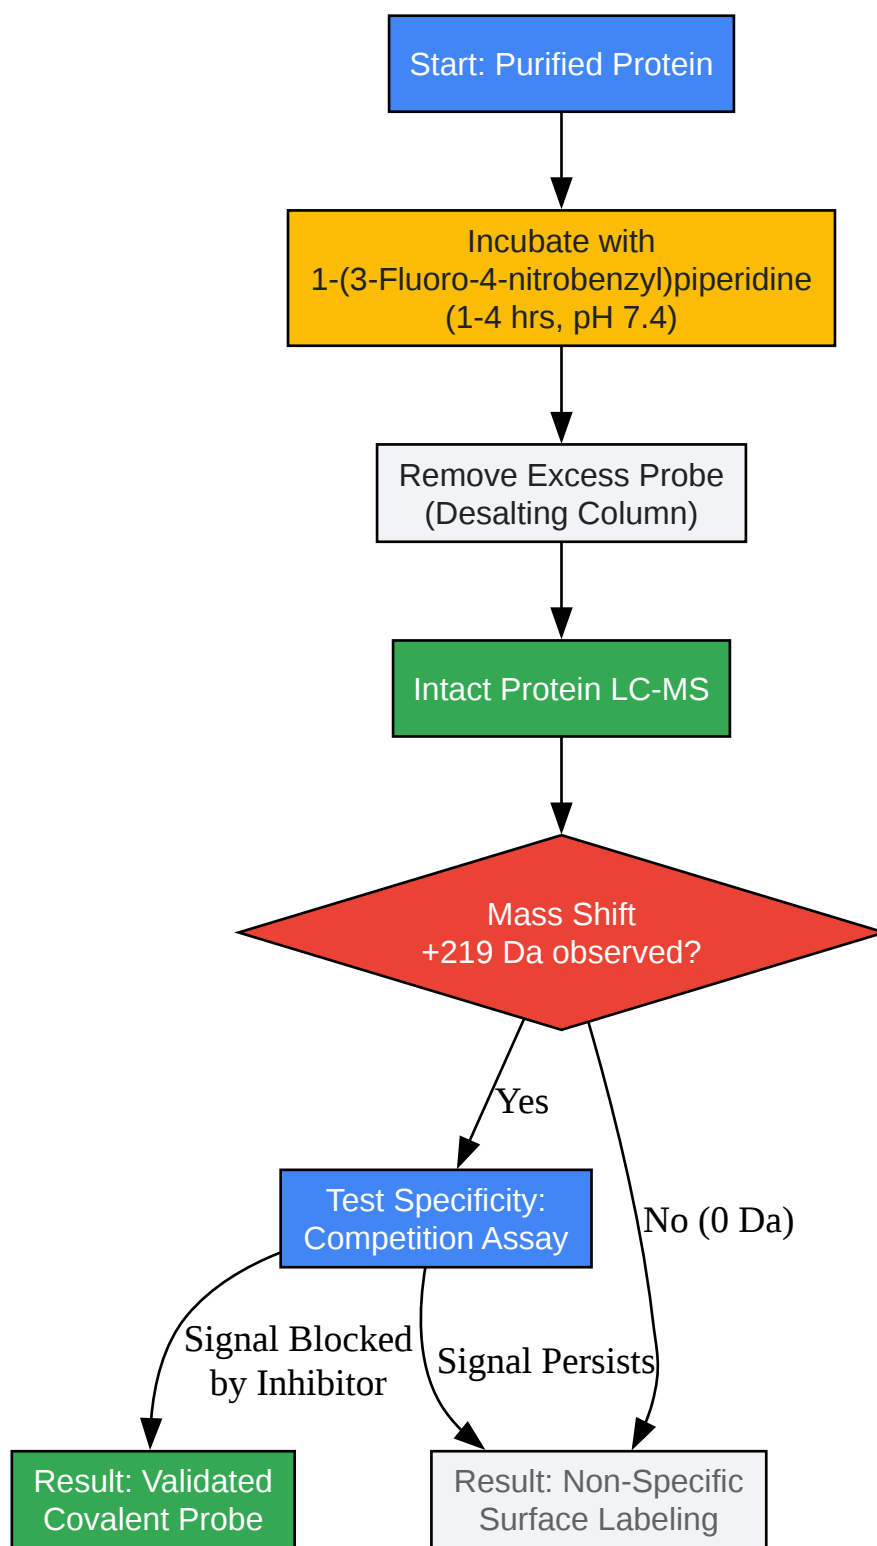 Start: Purified Protein
Incubate with
1-(3-Fluoro-4-nitrobenzyl)piperidine
(1-4 hrs, pH 7.4)
Remove Excess Probe
(Desalting Column)
Intact Protein LC-MS
Mass Shift
+219 Da observed?
Yes
Test Specificity:
Competition Assay
No (0 Da)
Signal Blocked
by Inhibitor
Signal Persists
Result: Validated
Covalent Probe
Result: Non-Specific
Surface Labeling